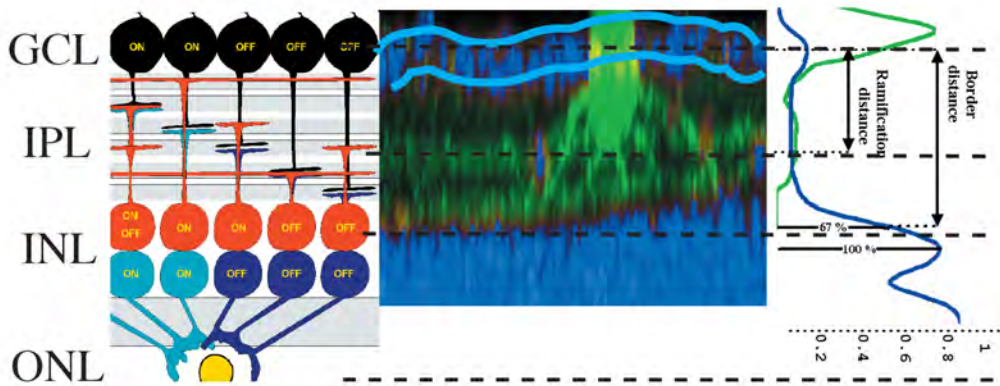 GCL
IPL
INL
ONL
ON ON OFF OFF OFF
ON OFF
ON OFF OFF OFF
ON ON OFF OFF OFF
Ramification distance
Border distance
67 %
100 %
0.2 0.4 0.6 0.8 1